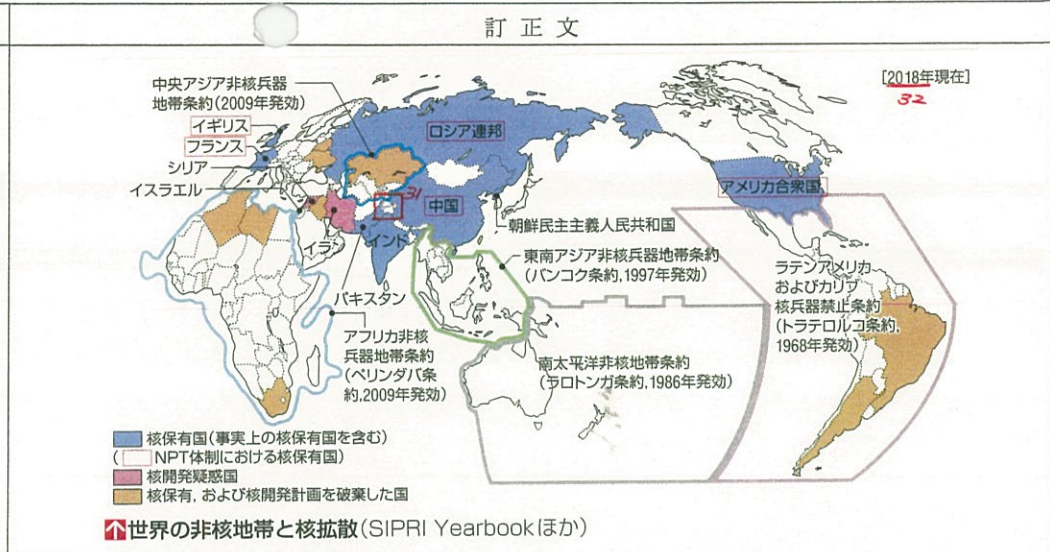 訂正文
[2018年現在]
32
中央アジア非核兵器
地帯条約(2009年発効)
イギリス
フランス
シリア
イスラエル
ロシア連邦
31
中国
アメリカ合衆国
朝鮮民主主義人民共和国
イラン
インド
パキスタン
東南アジア非核兵器地帯条約
(バンコク条約,1997年発効)
ラテンアメリカ
およびカリブ
核兵器禁止条約
(トラテロルコ条約,
1968年発効)
アフリカ非核
兵器地帯条約
(ペリンダバ条
約,2009年発効)
南太平洋非核地帯条約
(ラロトンガ条約,1986年発効)
核保有国(事実上の核保有国を含む)
(NPT体制における核保有国)
核開発疑惑国
核保有,および核開発計画を破棄した国
世界の非核地帯と核拡散(SIPRI Yearbookほか)